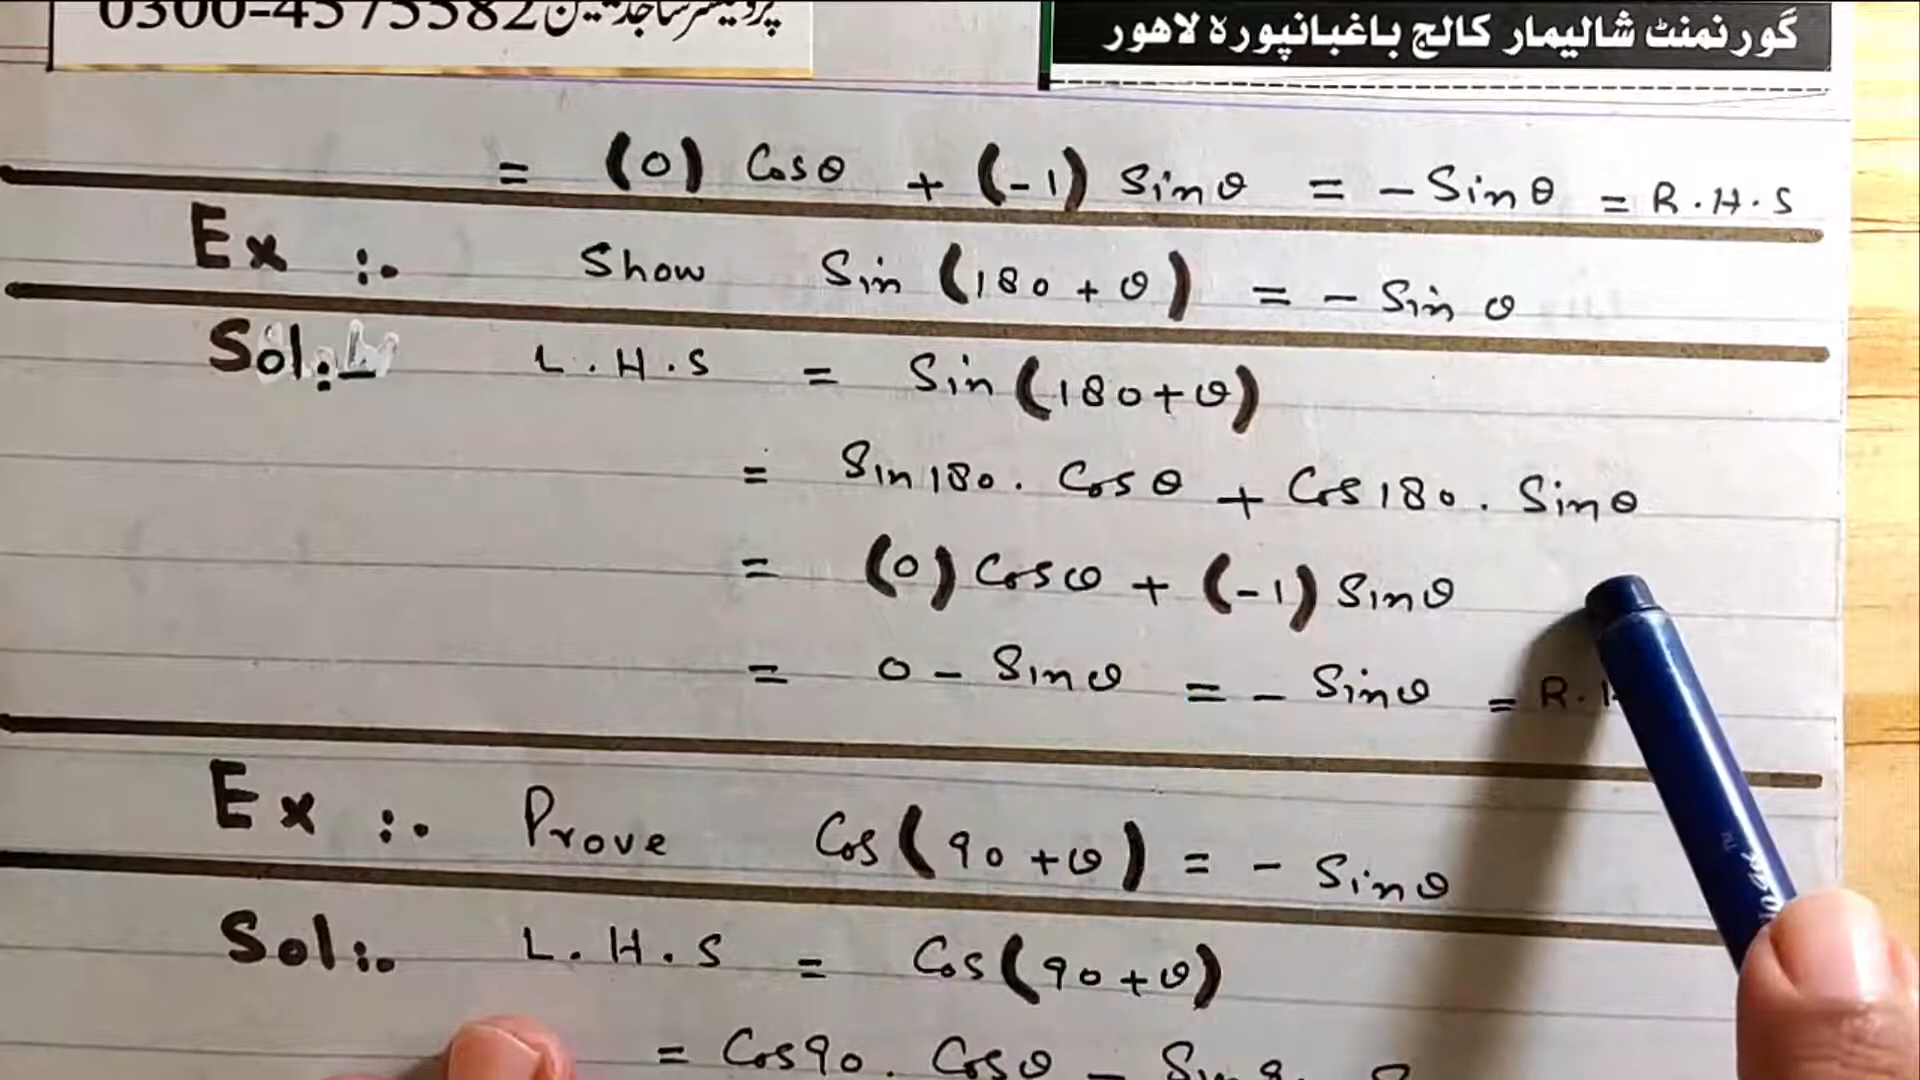 0300-4573582 پروفیسر ساجد حسین
گورنمنٹ شالیمار کالج باغبانپورہ لاھور
= (0) Cosθ + (-1) Sinθ = - Sinθ = R.H.S
Ex :. Show Sin (180 + θ) = - Sin θ
Sol:- L.H.S = Sin (180+θ)
= Sin180. Cosθ + Cos180. Sinθ
= (0) Cosθ + (-1) Sinθ
= 0 - Sinθ = - Sinθ = R.
Ex :. Prove Cos (90 +θ) = - Sinθ
Sol:. L.H.S = Cos (90+θ)
= Cos90. Cosθ -